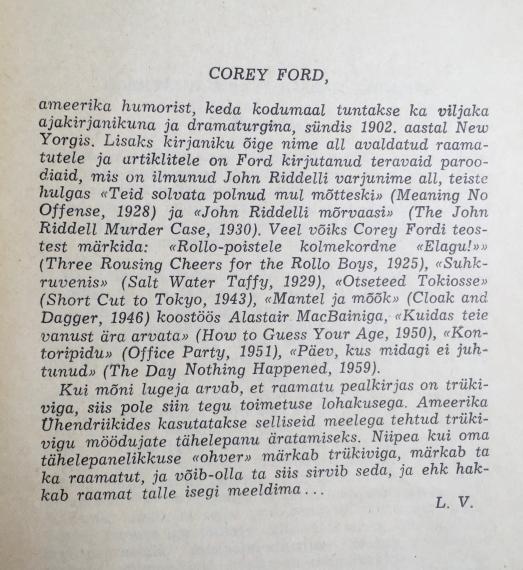 COREY FORD,
ameerika humorist, keda kodumaal tuntakse ka viljaka
ajakirjanikuna ja dramaturgina, sündis 1902. aastal New
Yorgis. Lisaks kirjaniku õige nime all avaldatud raama-
tutele ja artiklitele on Ford kirjutanud teravaid paroo-
diaid, mis on ilmunud John Riddelli varjunime all, teiste
hulgas «Teid solvata polnud mul mõtteski» (Meaning No
Offense, 1928) ja «John Riddelli mõrvaasi» (The John
Riddell Murder Case, 1930). Veel võiks Corey Fordi teos-
test märkida: «Rollo-poistele kolmekordne «Elagu!»»
(Three Rousing Cheers for the Rollo Boys, 1925), «Suhk-
ruvenis» (Salt Water Taffy, 1929), «Otseteed Tokiosse»
(Short Cut to Tokyo, 1943), «Mantel ja mõõk» (Cloak and
Dagger, 1946) koostöös Alastair MacBainiga, «Kuidas teie
vanust ära arvata» (How to Guess Your Age, 1950), «Kon-
toripidu» (Office Party, 1951), «Päev, kus midagi ei juh-
tunud» (The Day Nothing Happened, 1959).
Kui mõni lugeja arvab, et raamatu pealkirjas on trüki-
viga, siis pole siin tegu toimetuse lohakusega. Ameerika
Ühendriikides kasutatakse selliseid meelega tehtud trüki-
vigu möödujate tähelepanu äratamiseks. Niipea kui oma
tähelepanelikkuse «ohver» märkab trükiviga, märkab ta
ka raamatut, ja võib-olla ta siis sirvib seda, ja ehk hak-
kab raamat talle isegi meeldima...
L. V.